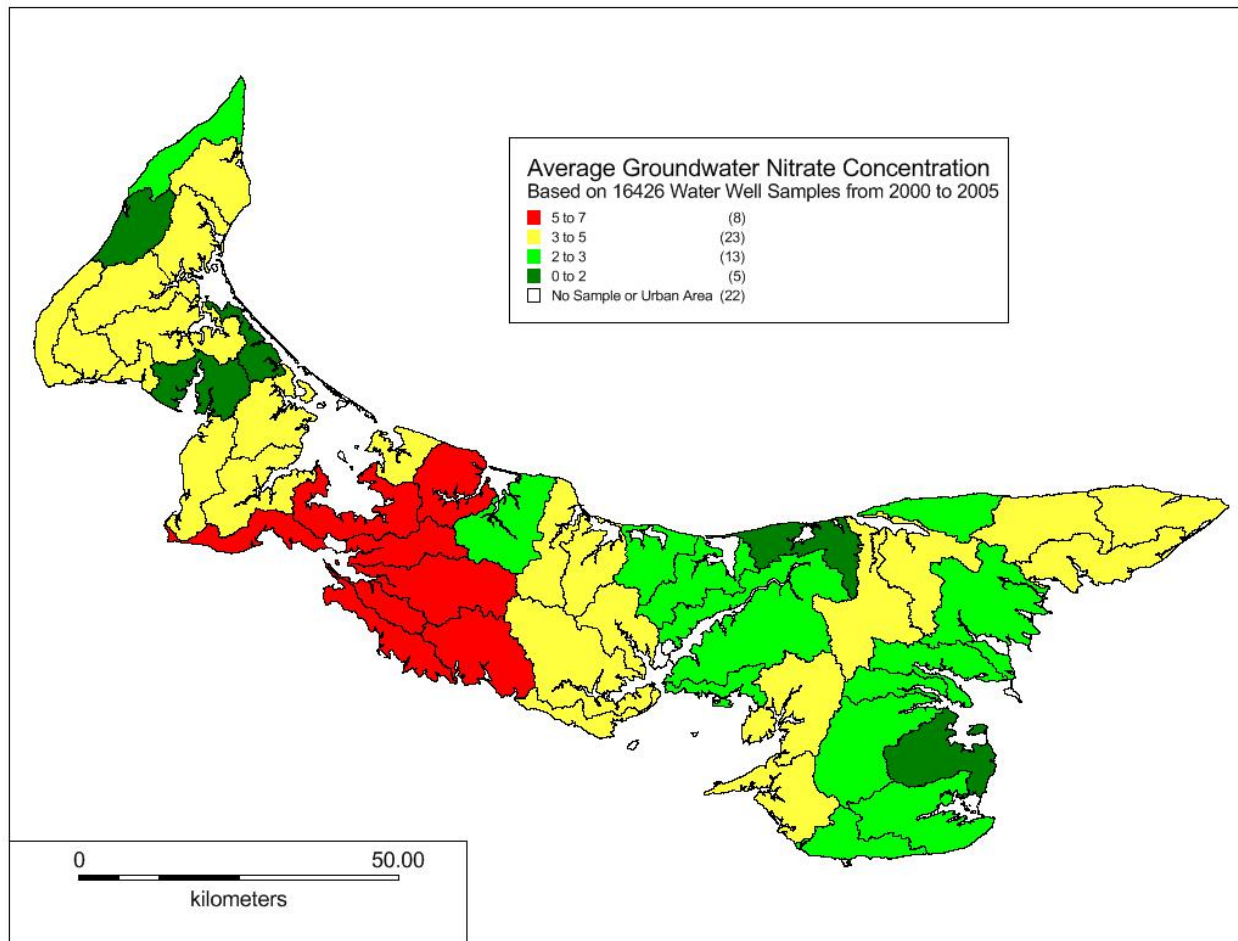 Average Groundwater Nitrate Concentration
Based on 16426 Water Well Samples from 2000 to 2005
5 to 7 (8)
3 to 5 (23)
2 to 3 (13)
0 to 2 (5)
No Sample or Urban Area (22)
0 50.00
kilometers